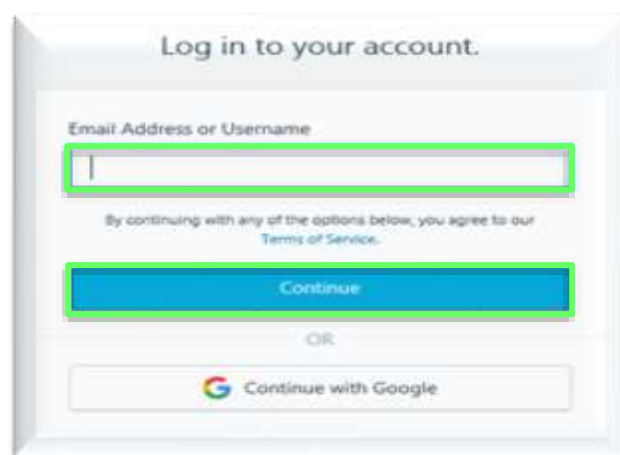 Log in to your account.
Email Address or Username
By continuing with any of the options below, you agree to our
Terms of Service.
Continue
OR
Continue with Google